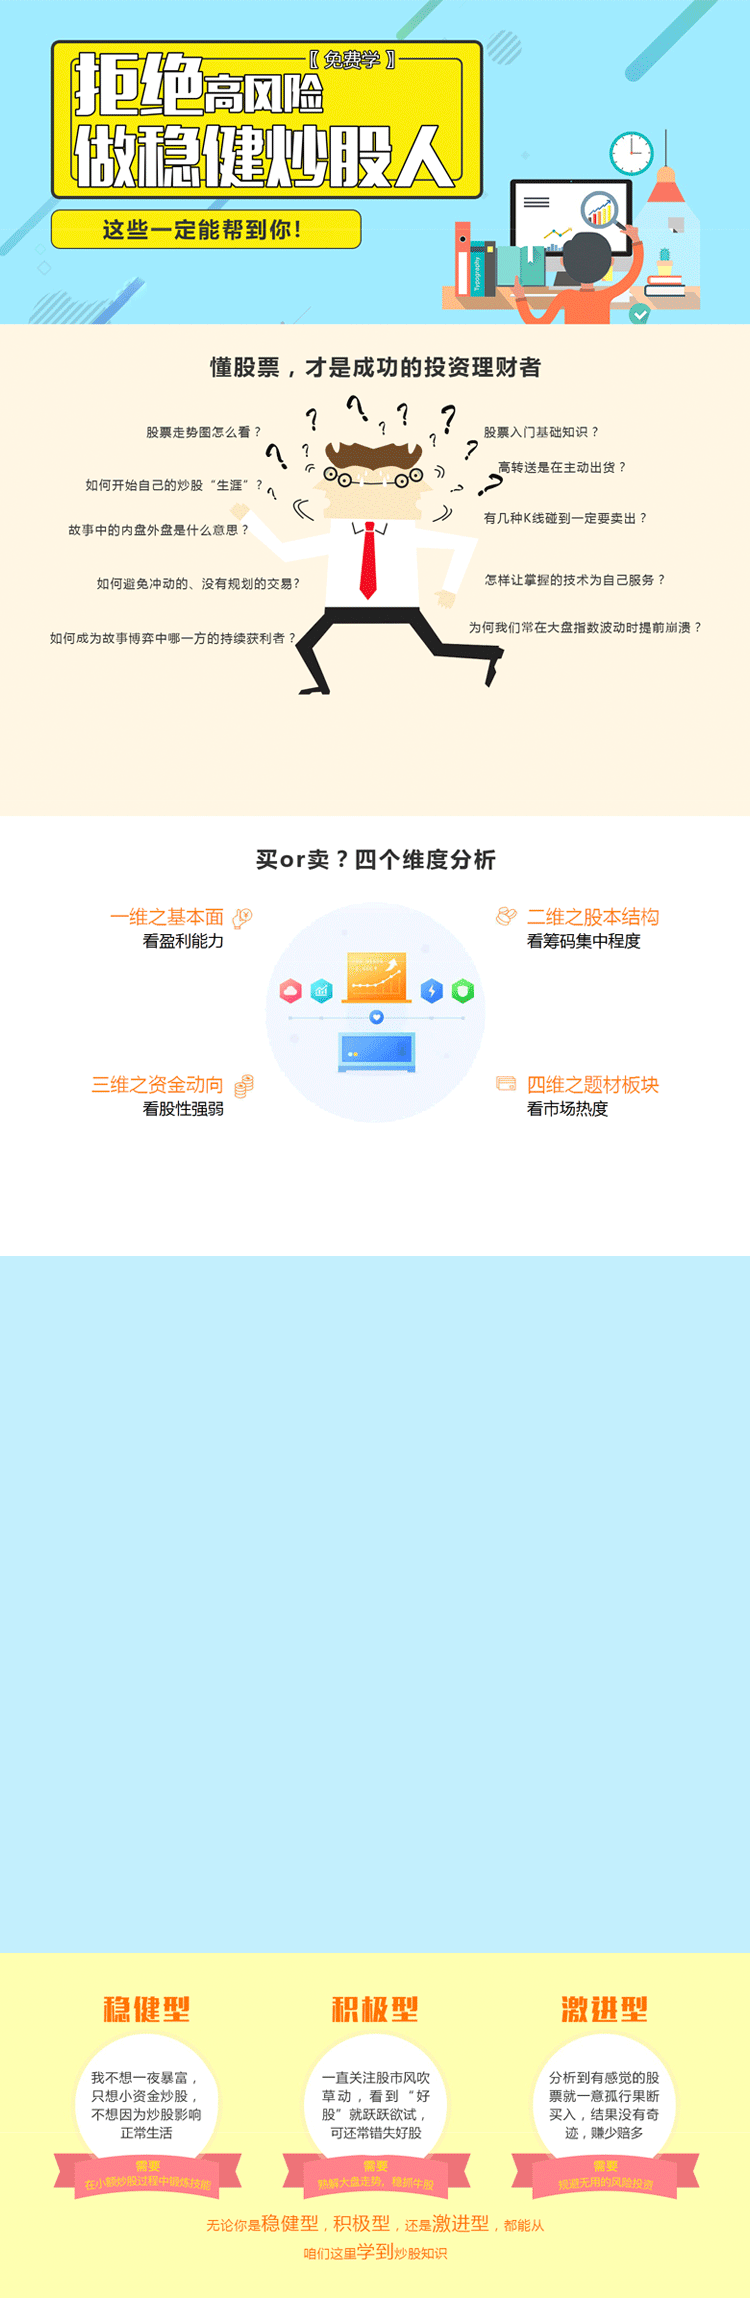 〖免费学〗
拒绝高风险
做稳健炒股人
这些一定能帮到你!
Typography
懂股票，才是成功的投资理财者
股票走势图怎么看？
股票入门基础知识？
高转送是在主动出货？
如何开始自己的炒股“生涯”？
有几种K线碰到一定要卖出？
故事中的内盘外盘是什么意思？
如何避免冲动的、没有规划的交易?
怎样让掌握的技术为自己服务？
如何成为故事博弈中哪一方的持续获利者？
为何我们常在大盘指数波动时提前崩溃？
买or卖？四个维度分析
一维之基本面
看盈利能力
二维之股本结构
看筹码集中程度
三维之资金动向
看股性强弱
四维之题材板块
看市场热度
稳健型
我不想一夜暴富，
只想小资金炒股，
不想因为炒股影响
正常生活
需要
在小额炒股过程中锻炼技能
积极型
一直关注股市风吹
草动，看到“好
股”就跃跃欲试，
可还常错失好股
需要
熟解大盘走势，稳抓牛股
激进型
分析到有感觉的股
票就一意孤行果断
买入，结果没有奇
迹，赚少赔多
需要
规避无用的风险投资
无论你是稳健型，积极型，还是激进型，都能从
咱们这里学到炒股知识